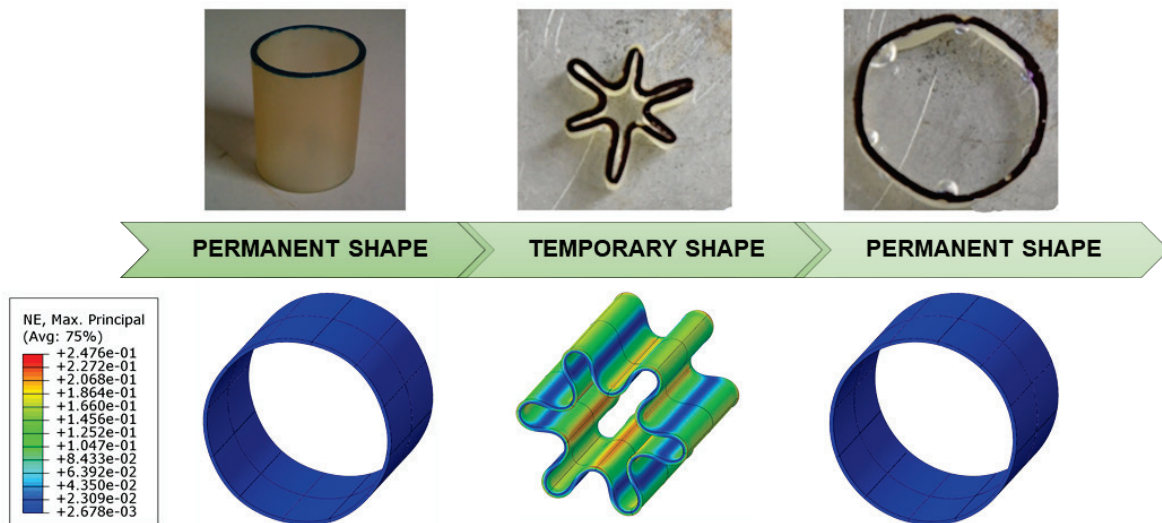 PERMANENT SHAPE
TEMPORARY SHAPE
PERMANENT SHAPE
NE, Max. Principal
(Avg: 75%)
+2.476e-01
+2.272e-01
+2.068e-01
+1.864e-01
+1.660e-01
+1.456e-01
+1.252e-01
+1.047e-01
+8.433e-02
+6.392e-02
+4.350e-02
+2.309e-02
+2.678e-03